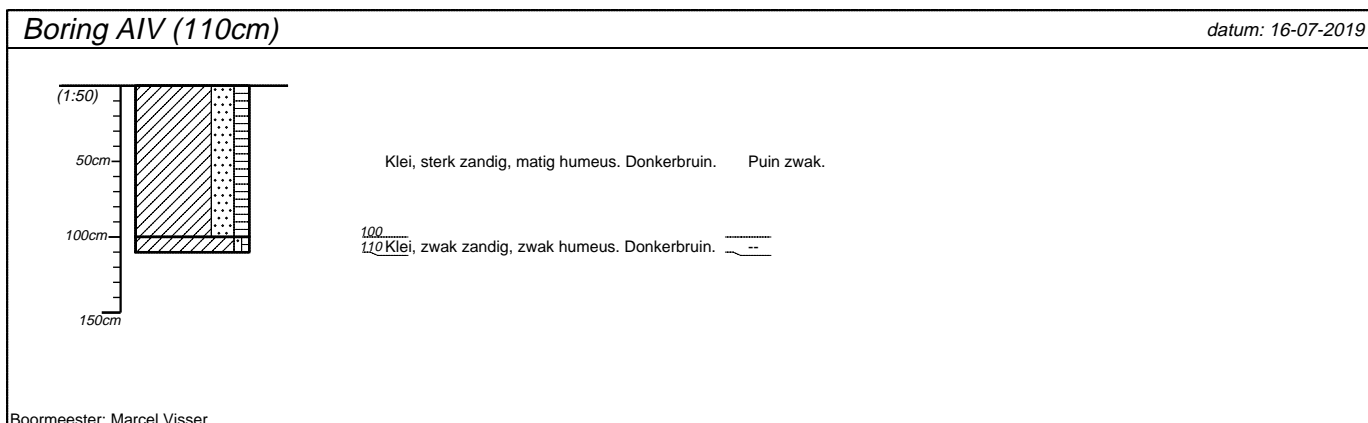 Boring AIV (110cm) datum: 16-07-2019
(1:50)
50cm Klei, sterk zandig, matig humeus. Donkerbruin. Puin zwak.
100cm 100
110 Klei, zwak zandig, zwak humeus. Donkerbruin. --
150cm
Boormeester: Marcel Visser